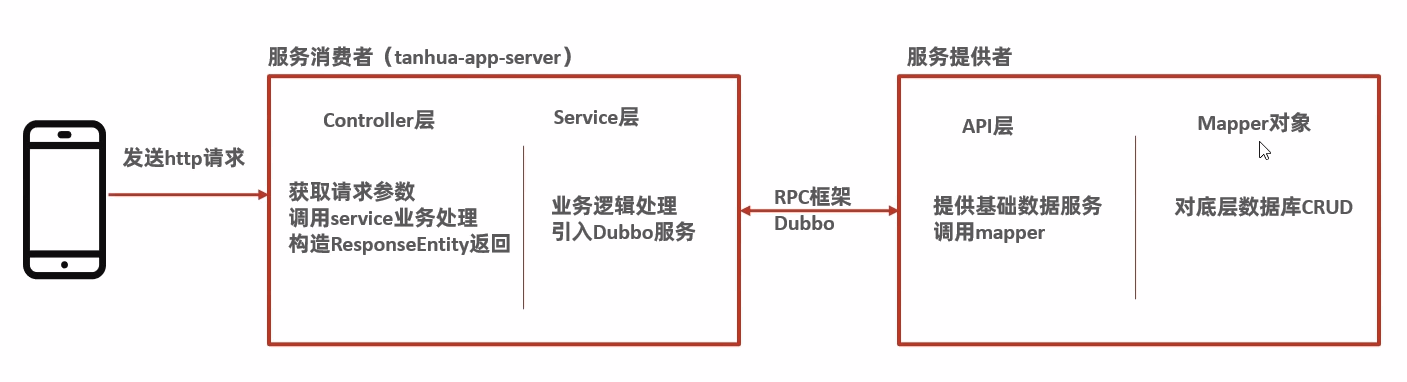 服务消费者（tanhua-app-server）
服务提供者
Controller层
Service层
API层
Mapper对象
发送http请求
获取请求参数
调用service业务处理
构造ResponseEntity返回
业务逻辑处理
引入Dubbo服务
RPC框架
Dubbo
提供基础数据服务
调用mapper
对底层数据库CRUD